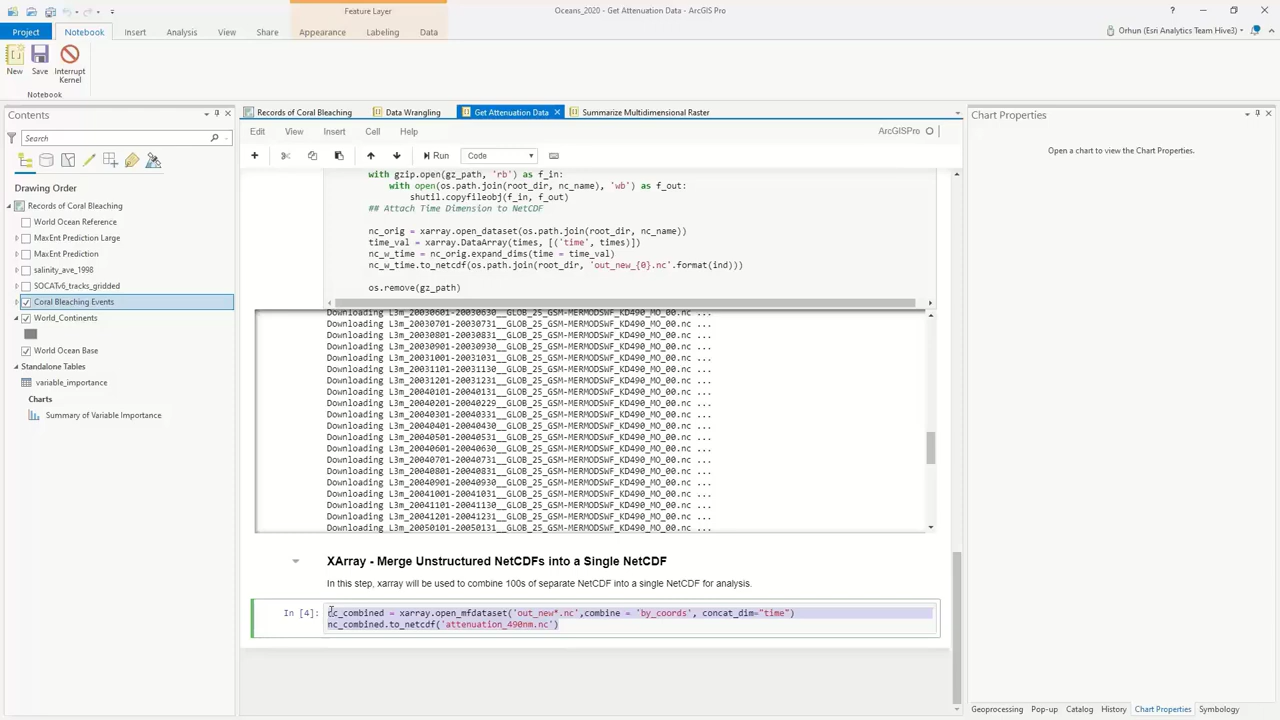 Feature Layer
Oceans_2020 - Get Attenuation Data - ArcGIS Pro
?
Project
Notebook
Insert
Analysis
View
Share
Appearance
Labeling
Data
Orhun (Esri Analytics Team Hive3)
New
Save
Interrupt
Kernel
Notebook
Contents
Search
Drawing Order
Records of Coral Bleaching
World Ocean Reference
MaxEnt Prediction Large
MaxEnt Prediction
salinity_ave_1998
SOCATv6_tracks_gridded
Coral Bleaching Events
World_Continents
World Ocean Base
Standalone Tables
variable_importance
Charts
Summary of Variable Importance
Records of Coral Bleaching
Data Wrangling
Get Attenuation Data
Summarize Multidimensional Raster
Edit
View
Insert
Cell
Help
ArcGISPro
Run
Code
with gzip.open(gz_path, 'rb') as f_in:
with open(os.path.join(root_dir, nc_name), 'wb') as f_out:
shutil.copyfileobj(f_in, f_out)
## Attach Time Dimension to NetCDF
nc_orig = xarray.open_dataset(os.path.join(root_dir, nc_name))
time_val = xarray.DataArray(times, [('time', times)])
nc_w_time = nc_orig.expand_dims(time = time_val)
nc_w_time.to_netcdf(os.path.join(root_dir, 'out_new_{0}.nc'.format(ind)))
os.remove(gz_path)
Downloading L3m_20030601-20030630__GLOB_25_GSM-MERMODSWF_KD490_MO_00.nc ...
Downloading L3m_20030701-20030731__GLOB_25_GSM-MERMODSWF_KD490_MO_00.nc ...
Downloading L3m_20030801-20030831__GLOB_25_GSM-MERMODSWF_KD490_MO_00.nc ...
Downloading L3m_20030901-20030930__GLOB_25_GSM-MERMODSWF_KD490_MO_00.nc ...
Downloading L3m_20031001-20031031__GLOB_25_GSM-MERMODSWF_KD490_MO_00.nc ...
Downloading L3m_20031101-20031130__GLOB_25_GSM-MERMODSWF_KD490_MO_00.nc ...
Downloading L3m_20031201-20031231__GLOB_25_GSM-MERMODSWF_KD490_MO_00.nc ...
Downloading L3m_20040101-20040131__GLOB_25_GSM-MERMODSWF_KD490_MO_00.nc ...
Downloading L3m_20040201-20040229__GLOB_25_GSM-MERMODSWF_KD490_MO_00.nc ...
Downloading L3m_20040301-20040331__GLOB_25_GSM-MERMODSWF_KD490_MO_00.nc ...
Downloading L3m_20040401-20040430__GLOB_25_GSM-MERMODSWF_KD490_MO_00.nc ...
Downloading L3m_20040501-20040531__GLOB_25_GSM-MERMODSWF_KD490_MO_00.nc ...
Downloading L3m_20040601-20040630__GLOB_25_GSM-MERMODSWF_KD490_MO_00.nc ...
Downloading L3m_20040701-20040731__GLOB_25_GSM-MERMODSWF_KD490_MO_00.nc ...
Downloading L3m_20040801-20040831__GLOB_25_GSM-MERMODSWF_KD490_MO_00.nc ...
Downloading L3m_20040901-20040930__GLOB_25_GSM-MERMODSWF_KD490_MO_00.nc ...
Downloading L3m_20041001-20041031__GLOB_25_GSM-MERMODSWF_KD490_MO_00.nc ...
Downloading L3m_20041101-20041130__GLOB_25_GSM-MERMODSWF_KD490_MO_00.nc ...
Downloading L3m_20041201-20041231__GLOB_25_GSM-MERMODSWF_KD490_MO_00.nc ...
Downloading L3m_20050101-20050131__GLOB_25_GSM-MERMODSWF_KD490_MO_00.nc ...
XArray - Merge Unstructured NetCDFs into a Single NetCDF
In this step, xarray will be used to combine 100s of separate NetCDF into a single NetCDF for analysis.
In [4]:
nc_combined = xarray.open_mfdataset('out_new*.nc',combine = 'by_coords', concat_dim="time")
nc_combined.to_netcdf('attenuation_490nm.nc')
Chart Properties
Open a chart to view the Chart Properties.
Geoprocessing
Pop-up
Catalog
History
Chart Properties
Symbology